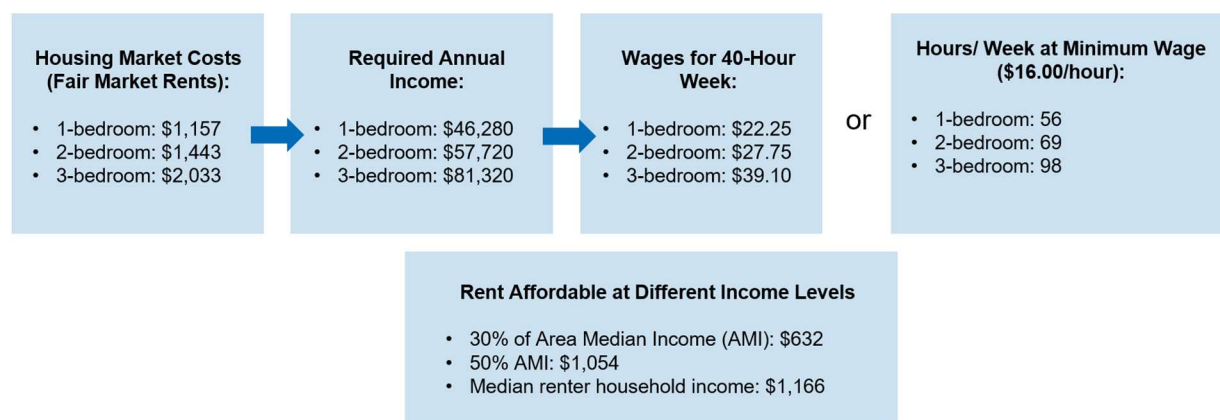 Housing Market Costs
(Fair Market Rents):
• 1-bedroom: $1,157
• 2-bedroom: $1,443
• 3-bedroom: $2,033
Required Annual
Income:
• 1-bedroom: $46,280
• 2-bedroom: $57,720
• 3-bedroom: $81,320
Wages for 40-Hour
Week:
• 1-bedroom: $22.25
• 2-bedroom: $27.75
• 3-bedroom: $39.10
or
Hours/ Week at Minimum Wage
($16.00/hour):
• 1-bedroom: 56
• 2-bedroom: 69
• 3-bedroom: 98
Rent Affordable at Different Income Levels
• 30% of Area Median Income (AMI): $632
• 50% AMI: $1,054
• Median renter household income: $1,166